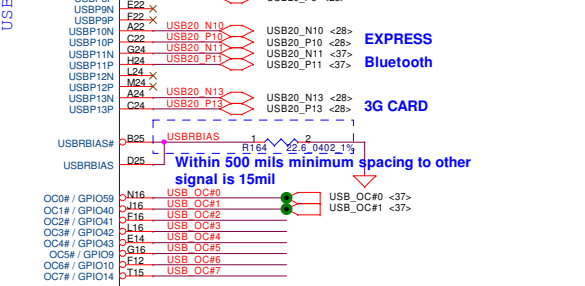 USB
USBP9N E22
USBP9P F22
USBP10N A22 USB20_N10 USB20_N10 <28>
USBP10P C22 USB20_P10 USB20_P10 <28> EXPRESS
USBP11N G24 USB20_N11 USB20_N11 <37>
USBP11P H24 USB20_P11 USB20_P11 <37> Bluetooth
USBP12N L24
USBP12P M24
USBP13N A24 USB20_N13 USB20_N13 <28>
USBP13P C24 USB20_P13 USB20_P13 <28> 3G CARD
USBRBIAS# B25 USBRBIAS 1 2
R164 22.6_0402_1%
USBRBIAS D25
Within 500 mils minimum spacing to other
signal is 15mil
OC0# / GPIO59 N16 USB_OC#0 USB_OC#0 <37>
OC1# / GPIO40 J16 USB_OC#1 USB_OC#1 <37>
OC2# / GPIO41 F16 USB_OC#2
OC3# / GPIO42 L16 USB_OC#3
OC4# / GPIO43 E14 USB_OC#4
OC5# / GPIO9 G16 USB_OC#5
OC6# / GPIO10 F12 USB_OC#6
OC7# / GPIO14 T15 USB_OC#7